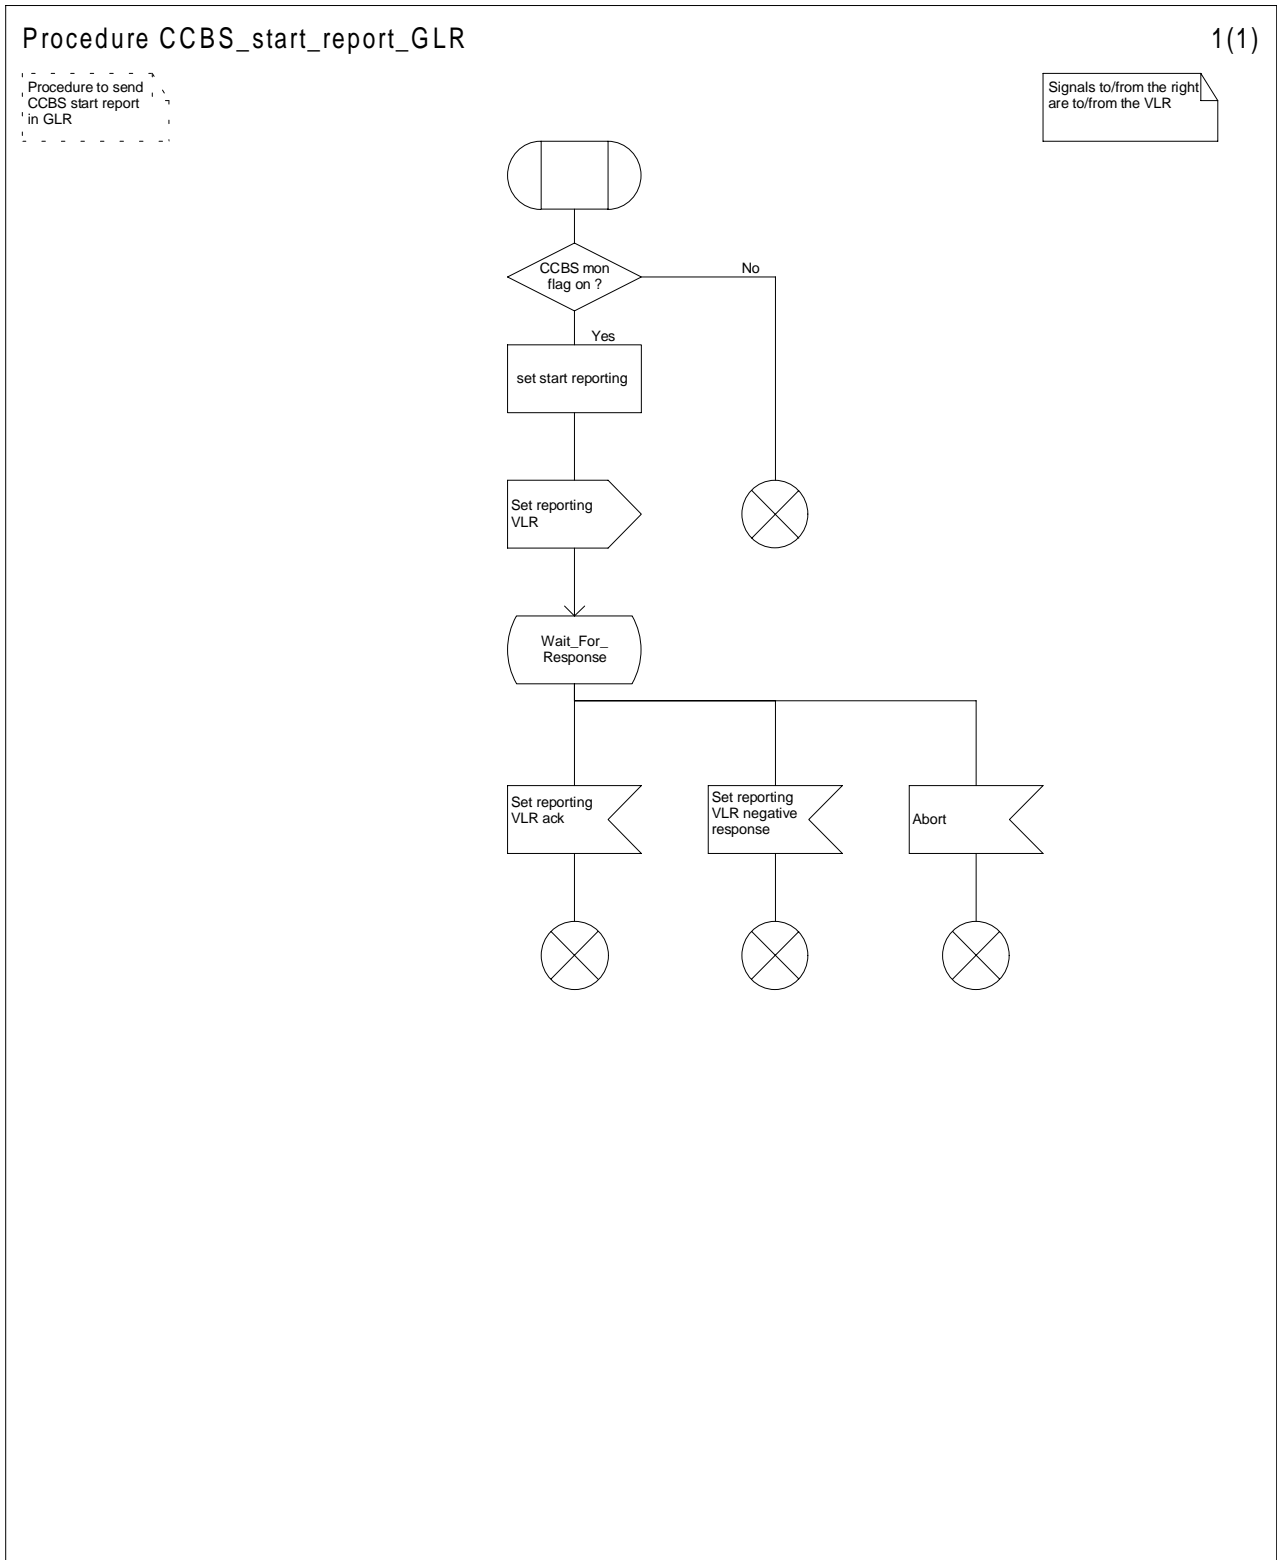 Procedure CCBS_start_report_GLR
1(1)
Procedure to send
CCBS start report
in GLR
Signals to/from the right
are to/from the VLR
CCBS mon
flag on ?
No
Yes
set start reporting
Set reporting
VLR
Wait_For_
Response
Set reporting
VLR ack
Set reporting
VLR negative
response
Abort